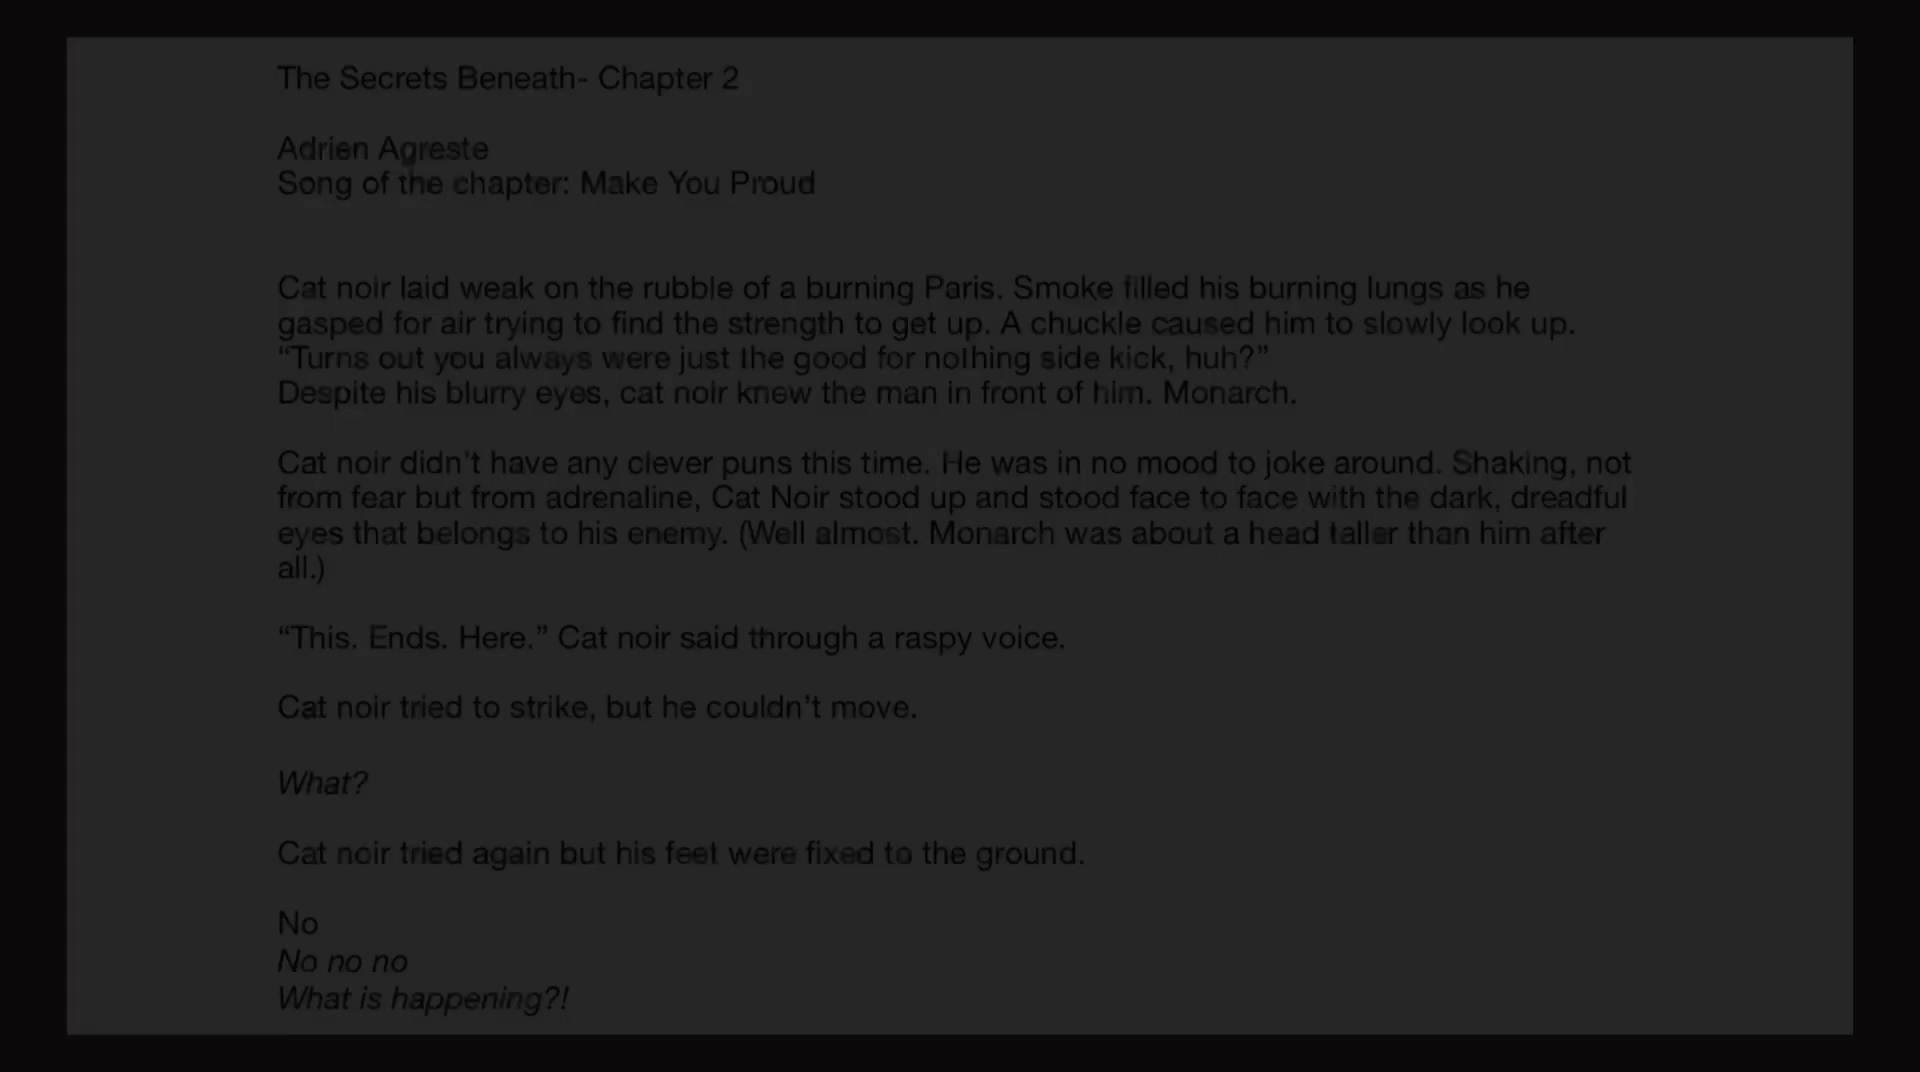 The Secrets Beneath- Chapter 2
Adrien Agreste
Song of the chapter: Make You Proud
Cat noir laid weak on the rubble of a burning Paris. Smoke filled his burning lungs as he
gasped for air trying to find the strength to get up. A chuckle caused him to slowly look up.
“Turns out you always were just the good for nothing side kick, huh?”
Despite his blurry eyes, cat noir knew the man in front of him. Monarch.
Cat noir didn’t have any clever puns this time. He was in no mood to joke around. Shaking, not
from fear but from adrenaline, Cat Noir stood up and stood face to face with the dark, dreadful
eyes that belongs to his enemy. (Well almost. Monarch was about a head taller than him after
all.)
“This. Ends. Here.” Cat noir said through a raspy voice.
Cat noir tried to strike, but he couldn’t move.
What?
Cat noir tried again but his feet were fixed to the ground.
No
No no no
What is happening?!